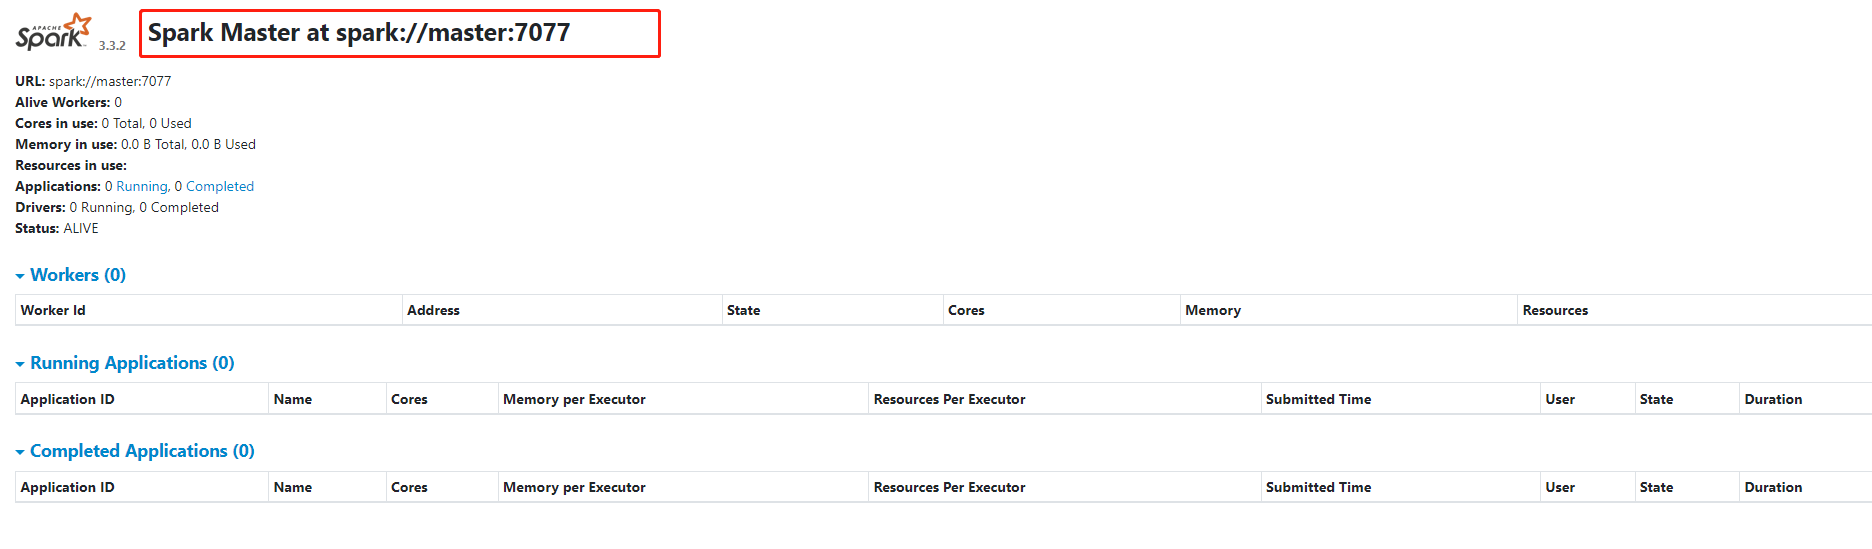 APACHE
Spark 3.3.2 Spark Master at spark://master:7077
URL: spark://master:7077
Alive Workers: 0
Cores in use: 0 Total, 0 Used
Memory in use: 0.0 B Total, 0.0 B Used
Resources in use:
Applications: 0 Running, 0 Completed
Drivers: 0 Running, 0 Completed
Status: ALIVE
Workers (0)
Worker Id Address State Cores Memory Resources
Running Applications (0)
Application ID Name Cores Memory per Executor Resources Per Executor Submitted Time User State Duration
Completed Applications (0)
Application ID Name Cores Memory per Executor Resources Per Executor Submitted Time User State Duration